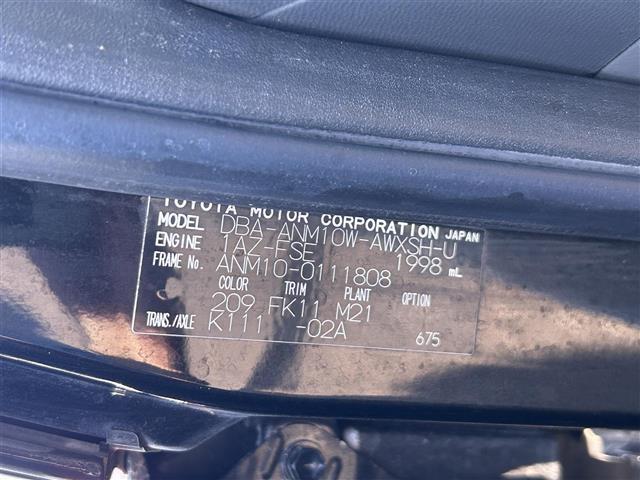 TOYOTA MOTOR CORPORATION JAPAN
MODEL DBA-ANM10W-AWXSH-U
ENGINE 1AZ-FSE 1998 mL
FRAME No. ANM10-0111808
COLOR TRIM PLANT OPTION
209 FK11 M21
TRANS./AXLE K111 -02A 675